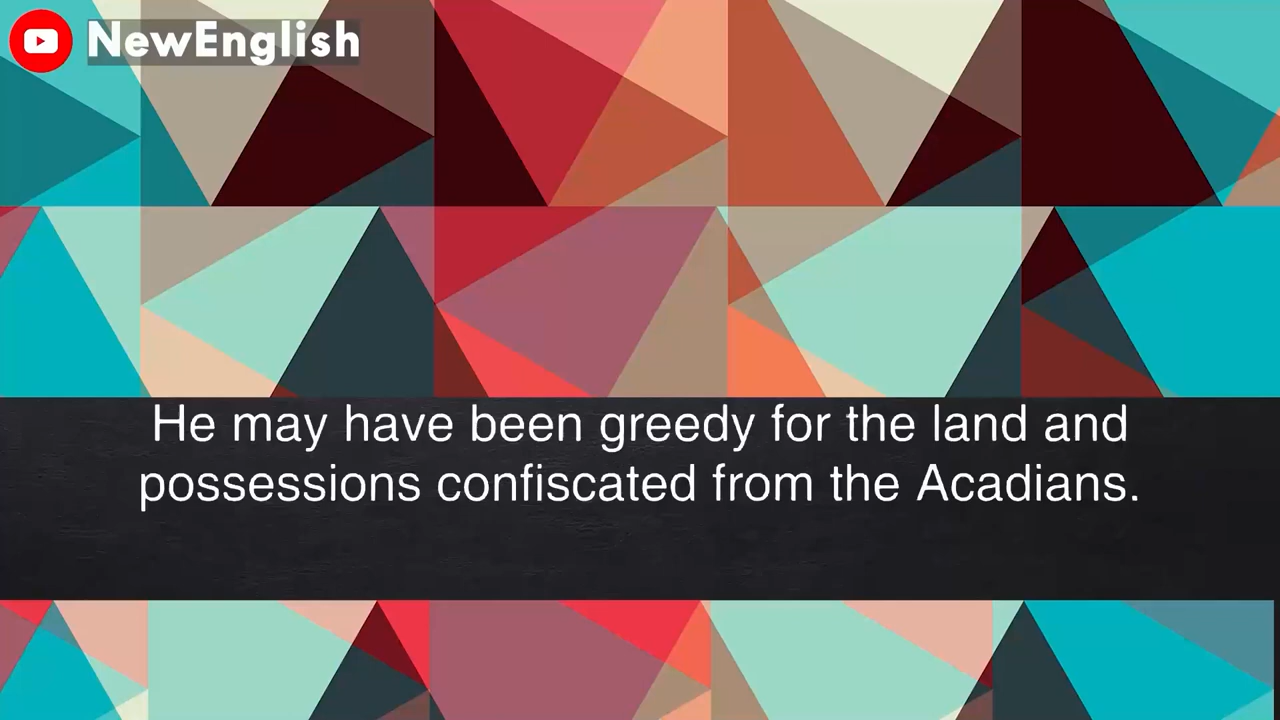 NewEnglish
He may have been greedy for the land and
possessions confiscated from the Acadians.